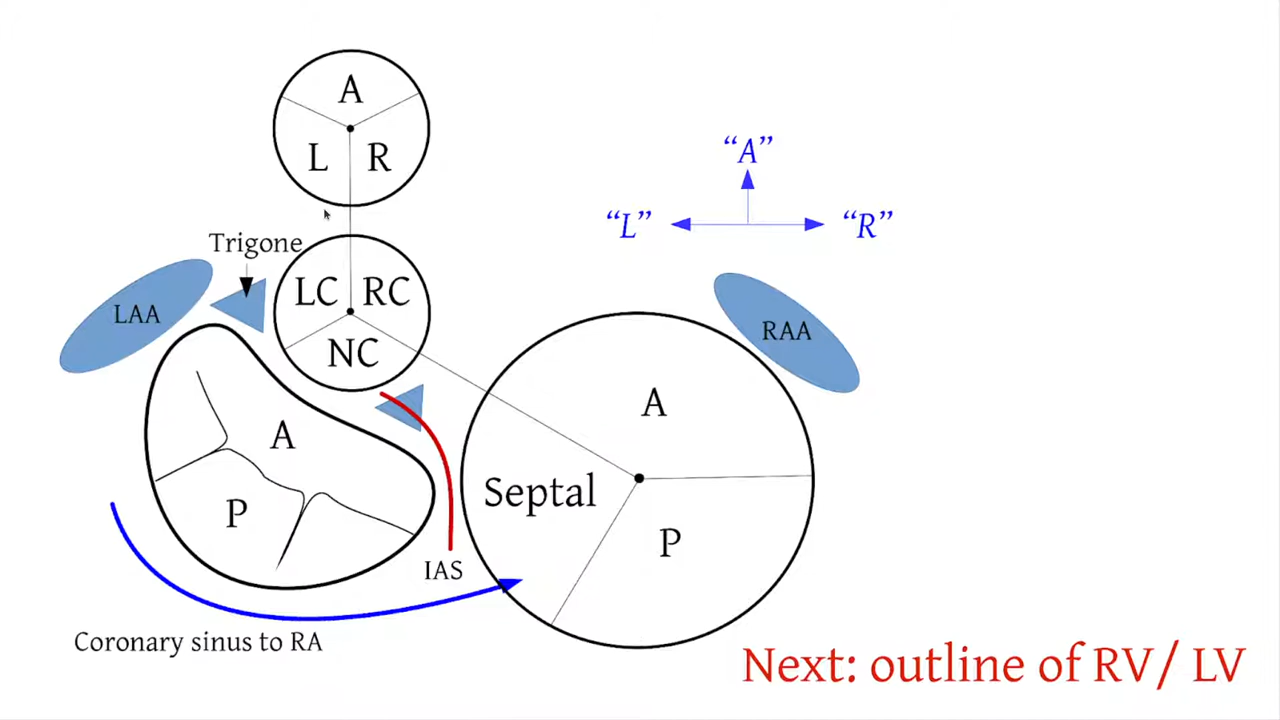 A
L R
“A”
“L” “R”
Trigone
LAA
LC RC
NC
RAA
A
A
P
Septal
P
IAS
Coronary sinus to RA
Next: outline of RV/ LV